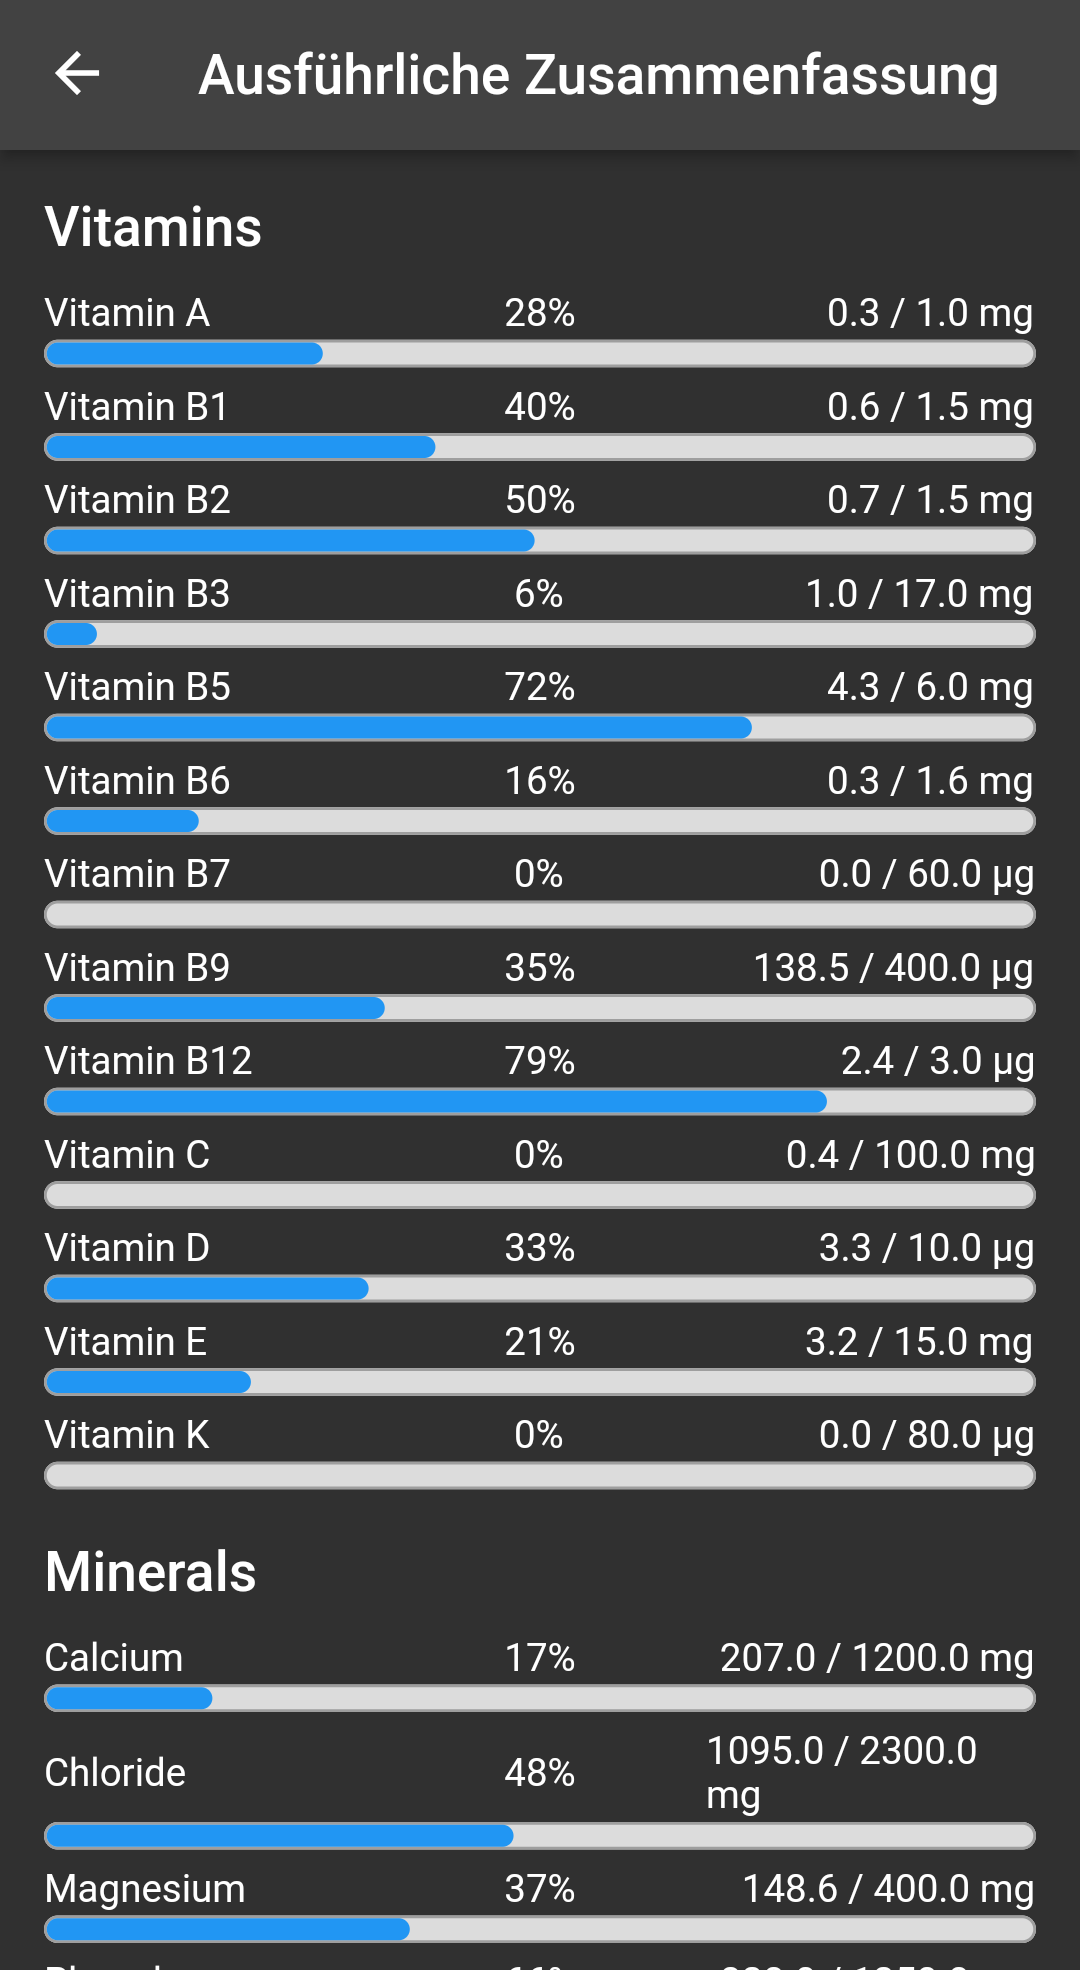 Ausführliche Zusammenfassung
Vitamins
Vitamin A 28% 0.3 / 1.0 mg
Vitamin B1 40% 0.6 / 1.5 mg
Vitamin B2 50% 0.7 / 1.5 mg
Vitamin B3 6% 1.0 / 17.0 mg
Vitamin B5 72% 4.3 / 6.0 mg
Vitamin B6 16% 0.3 / 1.6 mg
Vitamin B7 0% 0.0 / 60.0 µg
Vitamin B9 35% 138.5 / 400.0 µg
Vitamin B12 79% 2.4 / 3.0 µg
Vitamin C 0% 0.4 / 100.0 mg
Vitamin D 33% 3.3 / 10.0 µg
Vitamin E 21% 3.2 / 15.0 mg
Vitamin K 0% 0.0 / 80.0 µg
Minerals
Calcium 17% 207.0 / 1200.0 mg
Chloride 48% 1095.0 / 2300.0
mg
Magnesium 37% 148.6 / 400.0 mg